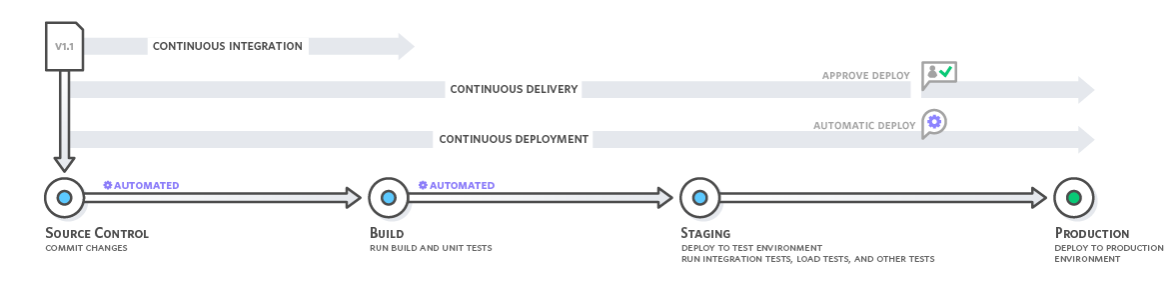 V1.1
CONTINUOUS INTEGRATION
APPROVE DEPLOY
CONTINUOUS DELIVERY
AUTOMATIC DEPLOY
CONTINUOUS DEPLOYMENT
AUTOMATED
AUTOMATED
SOURCE CONTROL
COMMIT CHANGES
BUILD
RUN BUILD AND UNIT TESTS
STAGING
DEPLOY TO TEST ENVIRONMENT
RUN INTEGRATION TESTS, LOAD TESTS, AND OTHER TESTS
PRODUCTION
DEPLOY TO PRODUCTION
ENVIRONMENT